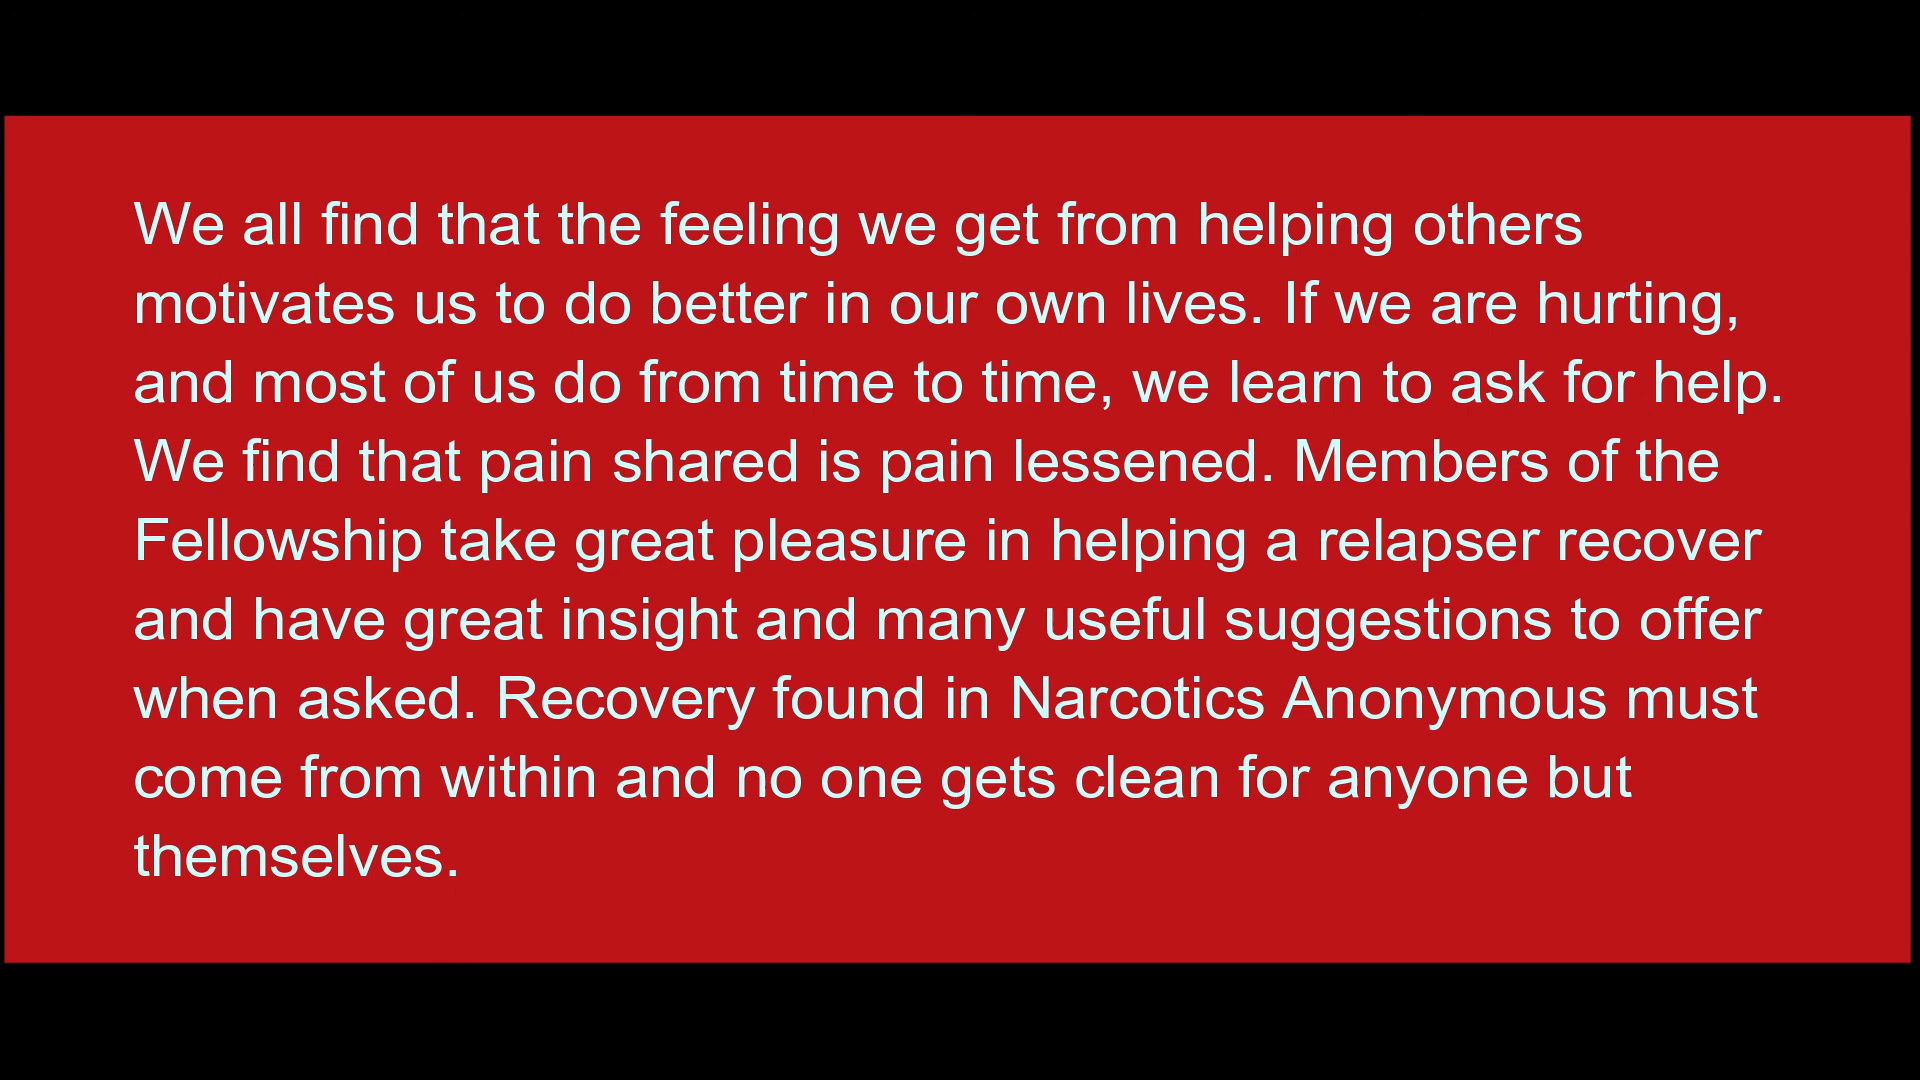 We all find that the feeling we get from helping others
motivates us to do better in our own lives. If we are hurting,
and most of us do from time to time, we learn to ask for help.
We find that pain shared is pain lessened. Members of the
Fellowship take great pleasure in helping a relapser recover
and have great insight and many useful suggestions to offer
when asked. Recovery found in Narcotics Anonymous must
come from within and no one gets clean for anyone but
themselves.